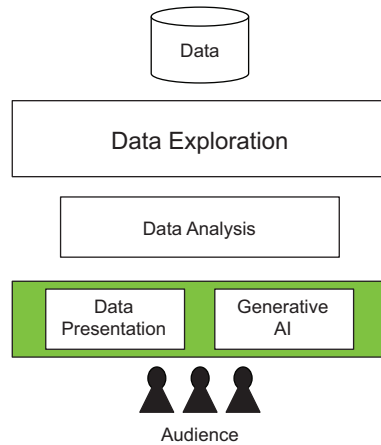 Data
Data Exploration
Data Analysis
Data
Presentation
Generative
AI
Audience